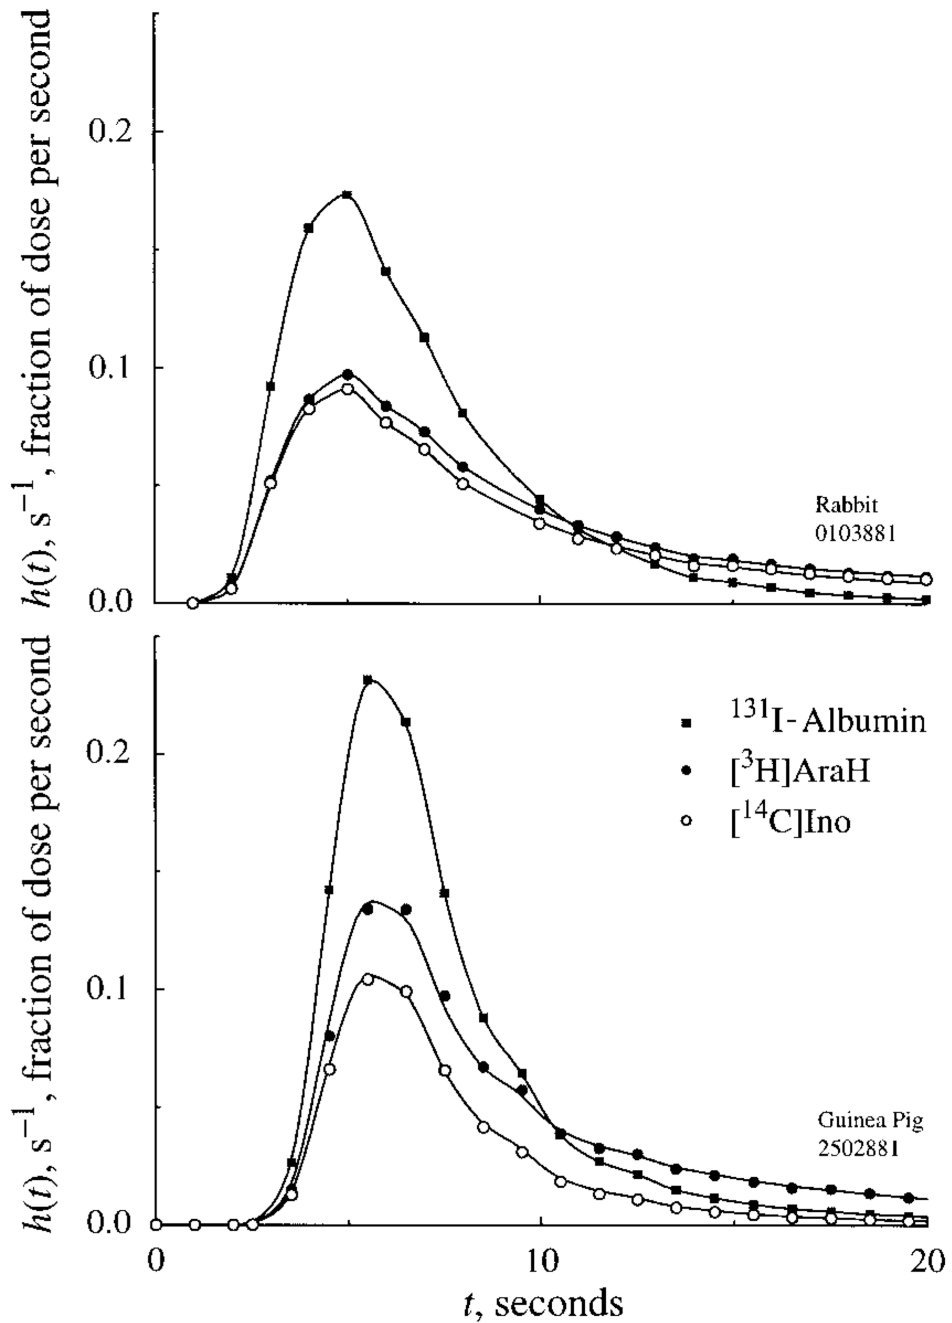 h(t), s⁻¹, fraction of dose per second
0.2
0.1
0.0
Rabbit
0103881
h(t), s⁻¹, fraction of dose per second
0.2
0.1
0.0
¹³¹I-Albumin
[³H]AraH
[¹⁴C]Ino
Guinea Pig
2502881
0
10
20
t, seconds